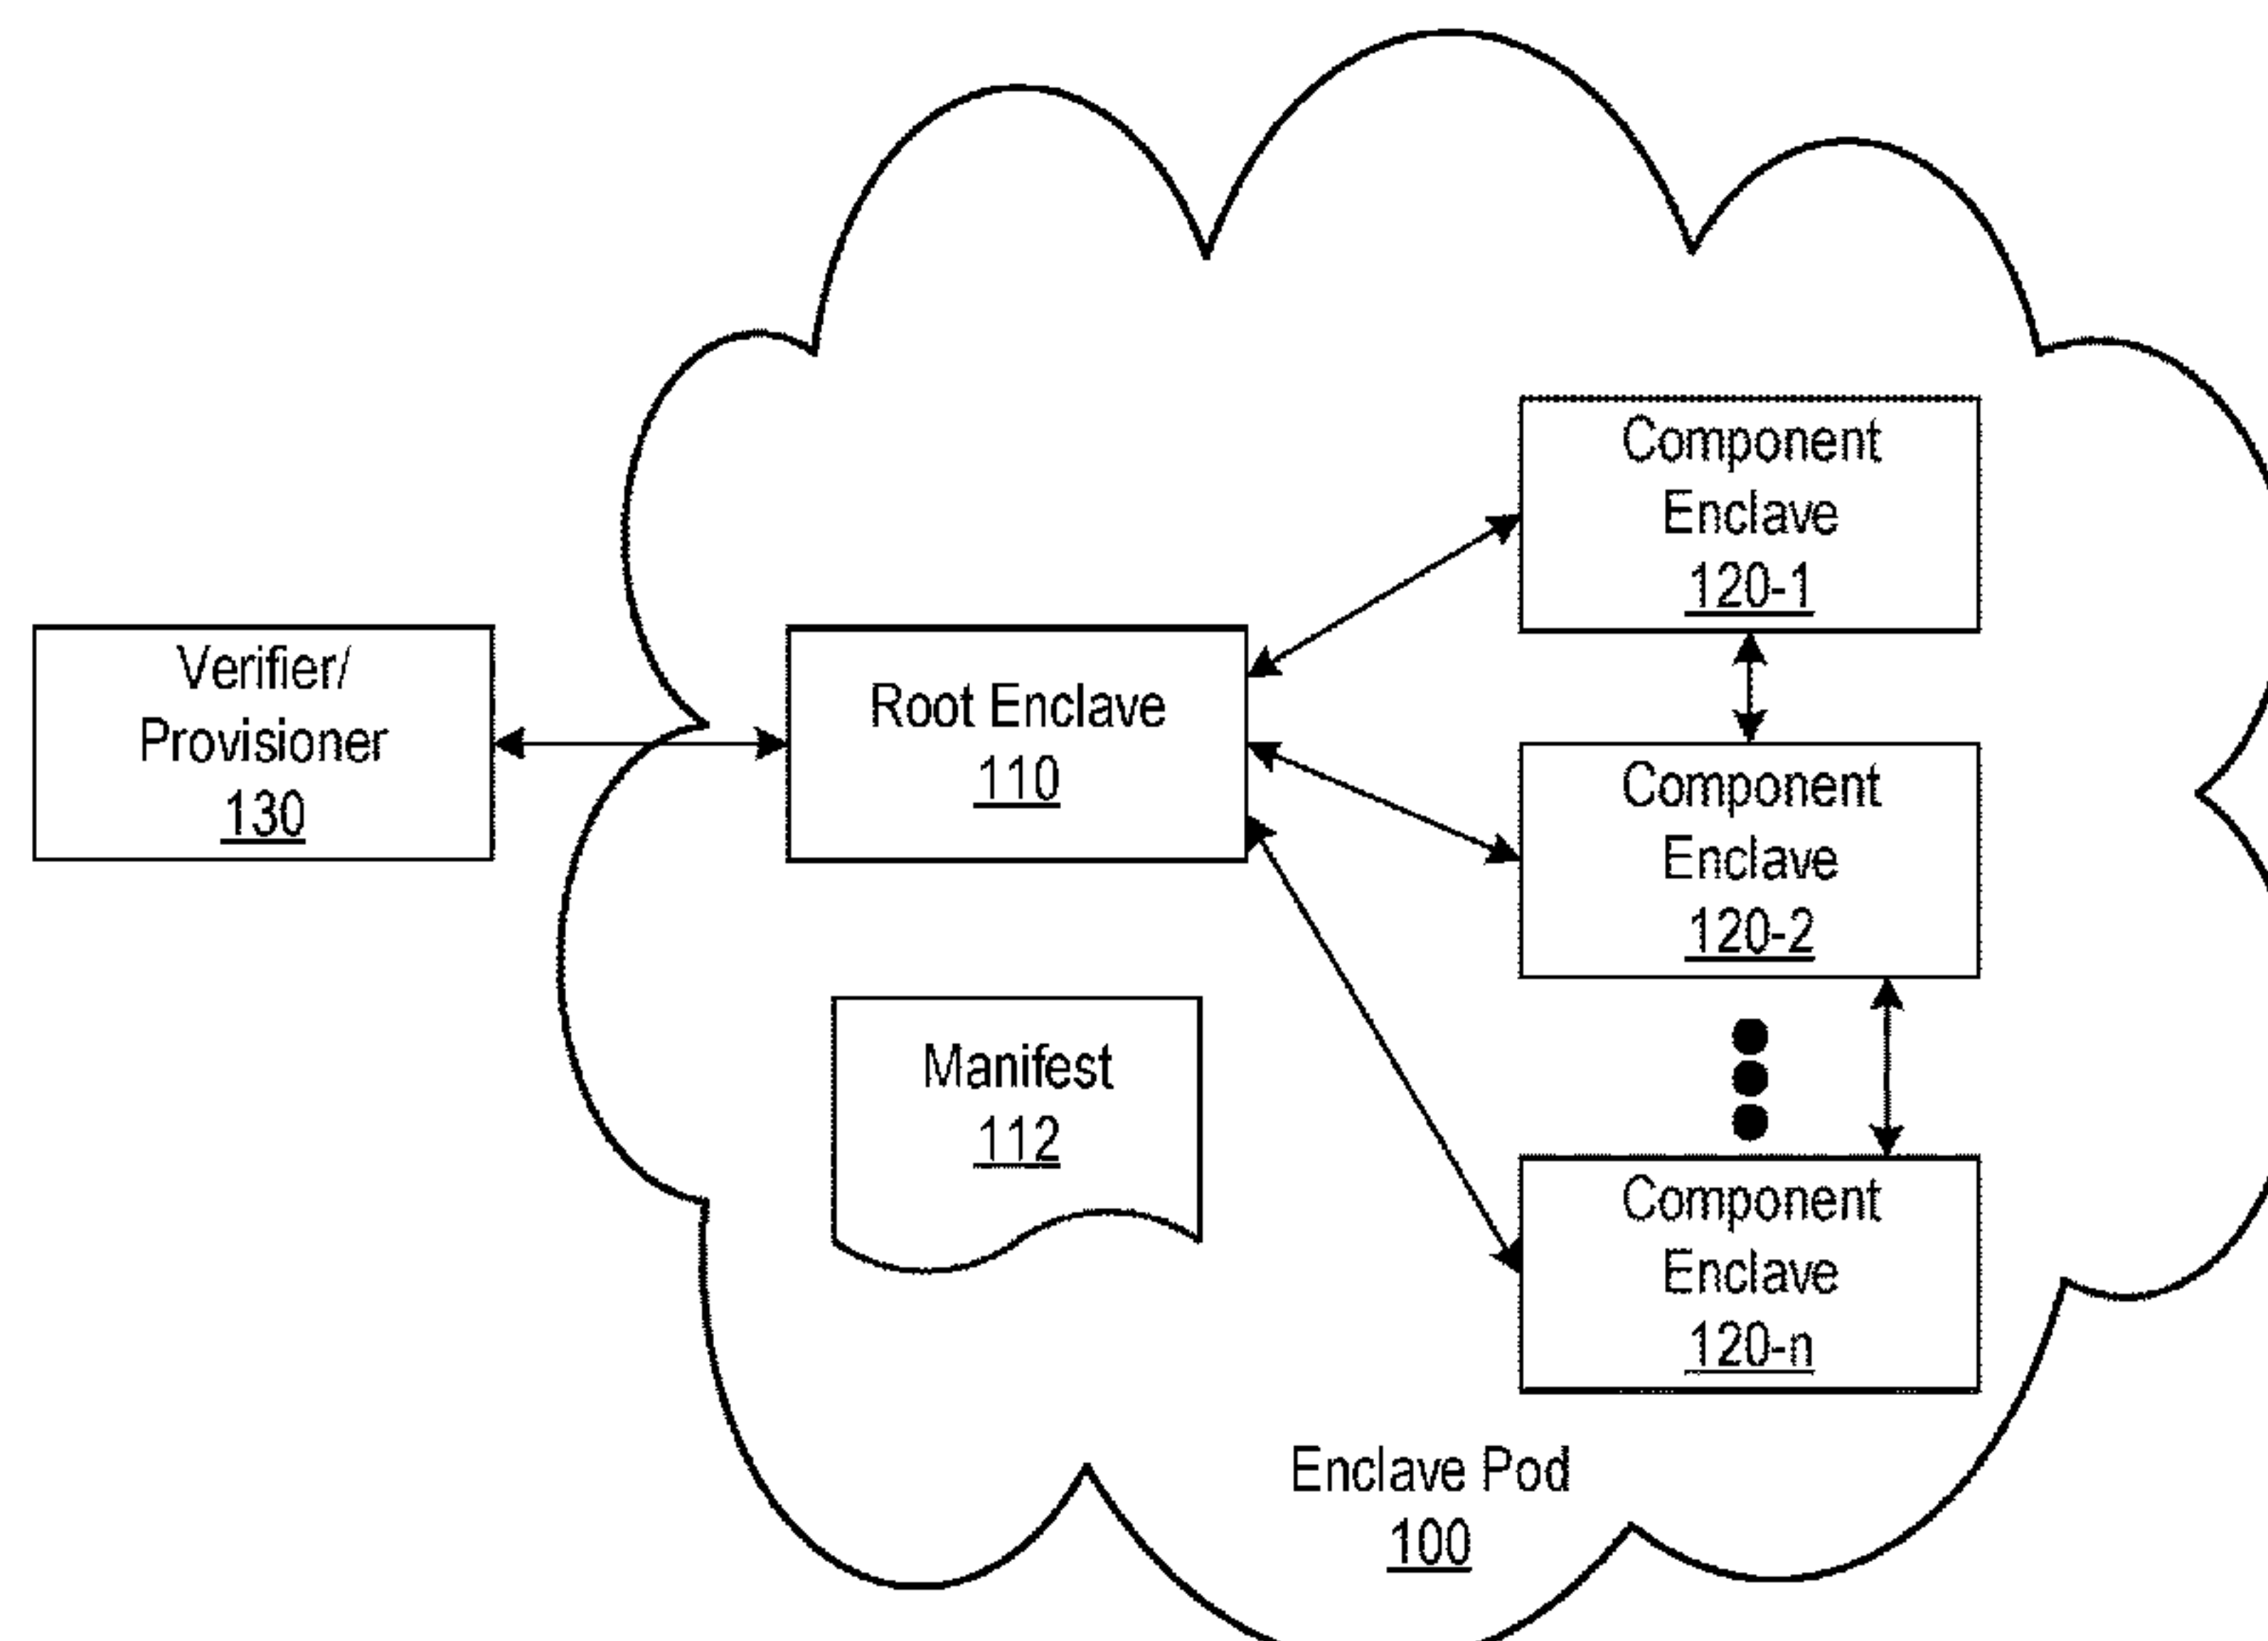 Verifier/
Provisioner
130
Root Enclave
110
Manifest
112
Component
Enclave
120-1
Component
Enclave
120-2
Component
Enclave
120-n
Enclave Pod
100